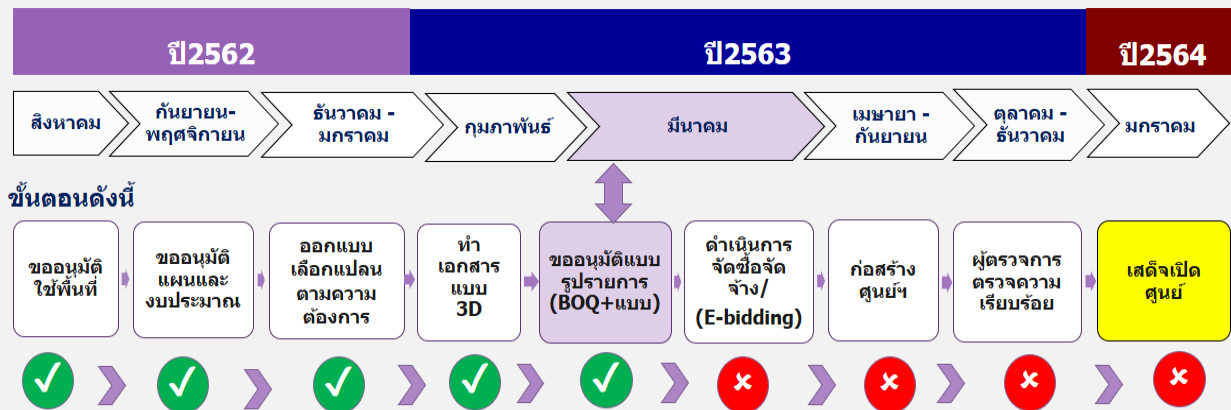 ปี2562
ปี2563
ปี2564
สิงหาคม
กันยายน-
พฤศจิกายน
ธันวาคม -
มกราคม
กุมภาพันธ์
มีนาคม
เมษายา -
กันยายน
ตุลาคม -
ธันวาคม
มกราคม
ขั้นตอนดังนี้
ขออนุมัติ
ใช้พื้นที่
ขออนุมัติ
แผนและ
งบประมาณ
ออกแบบ
เลือกแปลน
ตามความ
ต้องการ
ทำ
เอกสาร
แบบ
3D
ขออนุมัติแบบ
รูปรายการ
(BOQ+แบบ)
ดำเนินการ
จัดซื้อจัด
จ้าง/
(E-bidding)
ก่อสร้าง
ศูนย์ฯ
ผู้ตรวจการ
ตรวจความ
เรียบร้อย
เสด็จเปิด
ศูนย์